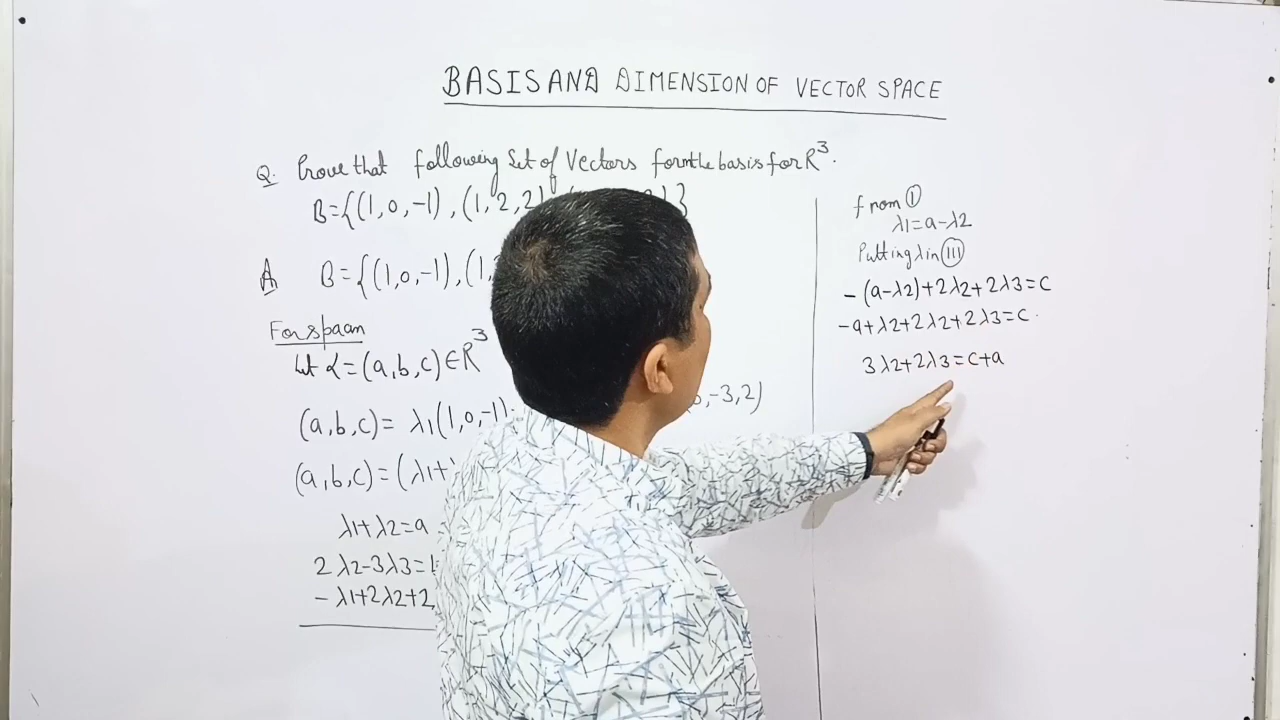 BASIS AND DIMENSION OF VECTOR SPACE
Q. Prove that following Set of Vectors form the basis for R³.
B={(1,0,-1),(1,2,2)
A B={(1,0,-1),(1,
For spaan
Let α=(a,b,c)∈R³
(a,b,c)= λ1(1,0,-1) ,-3,2)
(a,b,c)=(λ1+
λ1+λ2=a
2λ2-3λ3=
-λ1+2λ2+2
from ①
λ1=a-λ2
Putting λ in (III)
-(a-λ2)+2λ2+2λ3=c
-a+λ2+2λ2+2λ3=c.
3λ2+2λ3=c+a